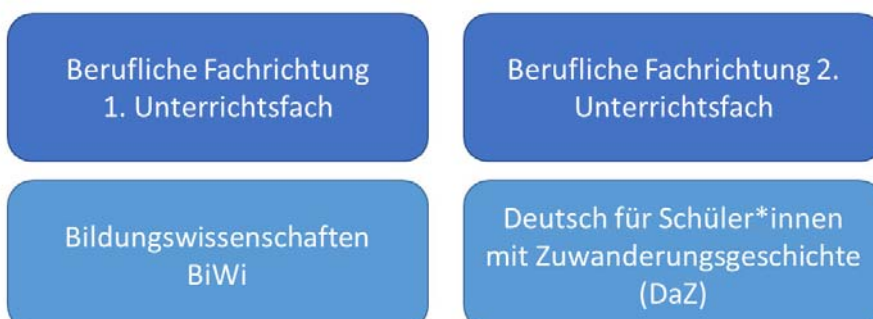 Berufliche Fachrichtung
1. Unterrichtsfach
Berufliche Fachrichtung 2.
Unterrichtsfach
Bildungswissenschaften
BiWi
Deutsch für Schüler*innen
mit Zuwanderungsgeschichte
(DaZ)